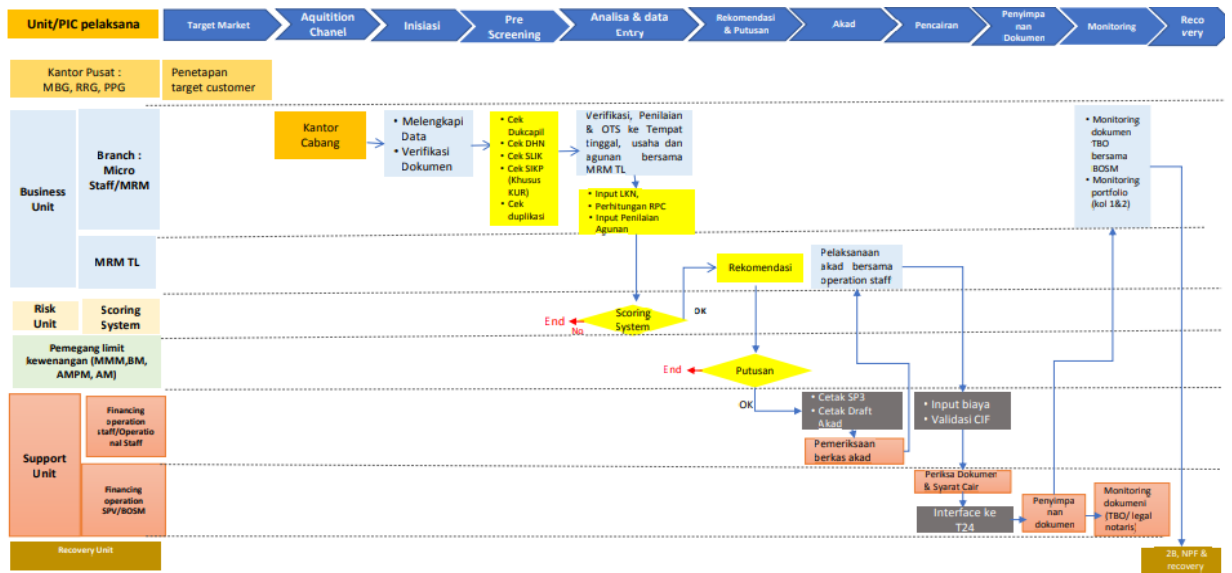 Unit/PIC pelaksana
Target Market
Aquitition
Chanel
Inisiasi
Pre
Screening
Analisa & data
Entry
Rekomendasi
& Putusan
Akad
Pencairan
Penyimpa
nan
Dokumen
Monitoring
Reco
very
Kantor Pusat :
MBG, RRG, PPG
Penetapan
target customer
Business
Unit
Branch :
Micro
Staff/MRM
Kantor
Cabang
• Melengkapi
Data
• Verifikasi
Dokumen
• Cek
Dukcapil
• Cek DHN
• Cek SLIK
• Cek SIKP
(Khusus
KUR)
• Cek
duplikasi
Verifikasi, Penilaian
& OTS ke Tempat
tinggal, usaha dan
agunan bersama
MRM TL
• Input LKN,
• Perhitungan RPC
• Input Penilaian
Agunan
• Monitoring
dokumen
TBO
bersama
BOSM
• Monitoring
portfolio
(kol 1&2)
MRM TL
Rekomendasi
Pelaksanaan
akad bersama
operation staff
Risk
Unit
Scoring
System
End
No
Scoring
System
OK
Pemegang limit
kewenangan (MMM,BM,
AMPM, AM)
End
Putusan
OK
Support
Unit
Financing
operation
staff/Operatio
nal Staff
• Cetak SP3
• Cetak Draft
Akad
Pemeriksaan
berkas akad
• Input biaya
• Validasi CIF
Financing
operation
SPV/BOSM
Periksa Dokumen
& Syarat Cair
Interface ke
T24
Penyimpa
nan
dokumen
Monitoring
dokumeni
(TBO/ legal
notaris)
Recovery Unit
2B, NPF &
recovery